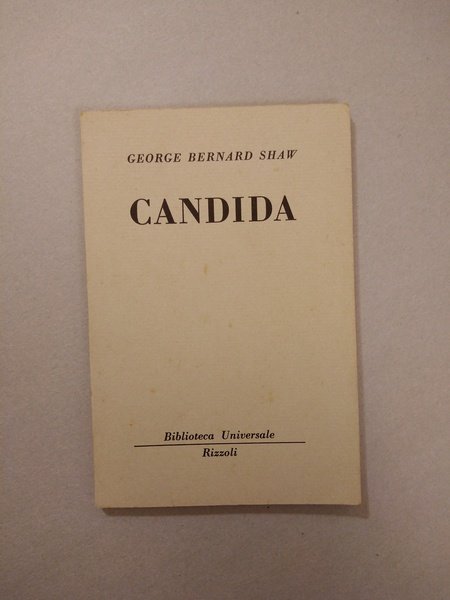 GEORGE BERNARD SHAW
CANDIDA
Biblioteca Universale
Rizzoli